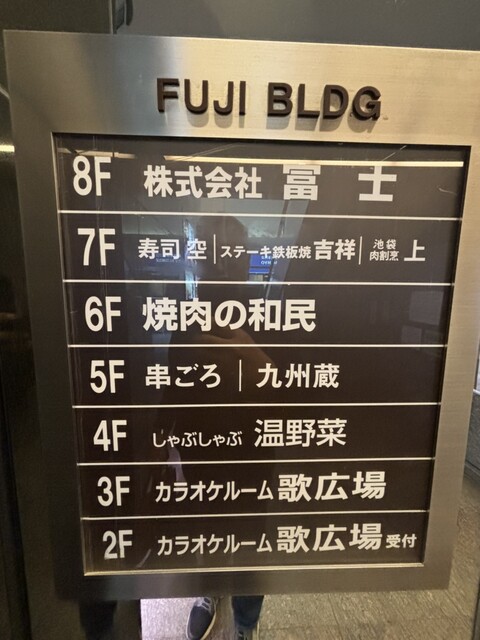 FUJI BLDG
8F 株式会社 冨士
7F 寿司 空 | ステーキ鉄板焼 吉祥 | 池袋肉割烹 上
6F 焼肉の和民
5F 串ごろ | 九州蔵
4F しゃぶしゃぶ 温野菜
3F カラオケルーム 歌広場
2F カラオケルーム 歌広場 受付